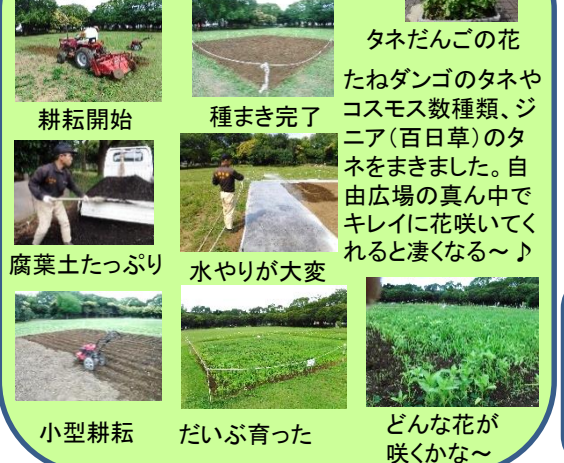 タネだんごの花
耕耘開始
種まき完了
たねダンゴのタネや
コスモス数種類、ジ
ニア（百日草）のタ
ネをまきました。自
由広場の真ん中で
キレイに花咲いてく
れると凄くなる～♪
腐葉土たっぷり
水やりが大変
小型耕耘
だいぶ育った
どんな花が
咲くかな～